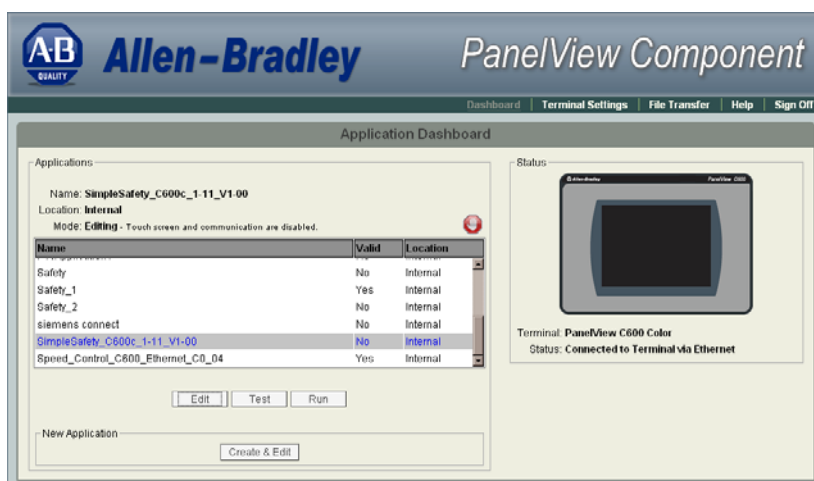 A·B
QUALITY
Allen-Bradley
PanelView Component
Dashboard | Terminal Settings | File Transfer | Help | Sign Off
Application Dashboard
Applications
Name: SimpleSafety_C600c_1-11_V1-00
Location: Internal
Mode: Editing - Touch screen and communication are disabled.
Name Valid Location
Safety No Internal
Safety_1 Yes Internal
Safety_2 No Internal
siemens connect No Internal
SimpleSafety_C600c_1-11_V1-00 No Internal
Speed_Control_C600_Ethernet_C0_04 Yes Internal
Edit Test Run
New Application
Create & Edit
Status
Allen-Bradley PanelView C600
Terminal: PanelView C600 Color
Status: Connected to Terminal via Ethernet